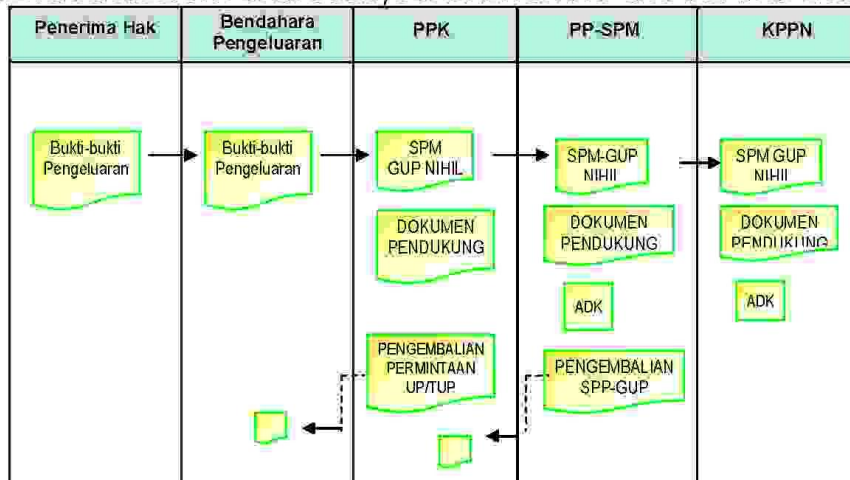 Penerima Hak
Bendahara
Pengeluaran
PPK
PP-SPM
KPPN
Bukti-bukti
Pengeluaran
Bukti-bukti
Pengeluaran
SPM
GUP NIHIL
SPM-GUP
NIHIL
SPM GUP
NIHIL
DOKUMEN
PENDUKUNG
DOKUMEN
PENDUKUNG
DOKUMEN
PENDUKUNG
ADK
ADK
PENGEMBALIAN
PERMINTAAN
UP/TUP
PENGEMBALIAN
SPP-GUP